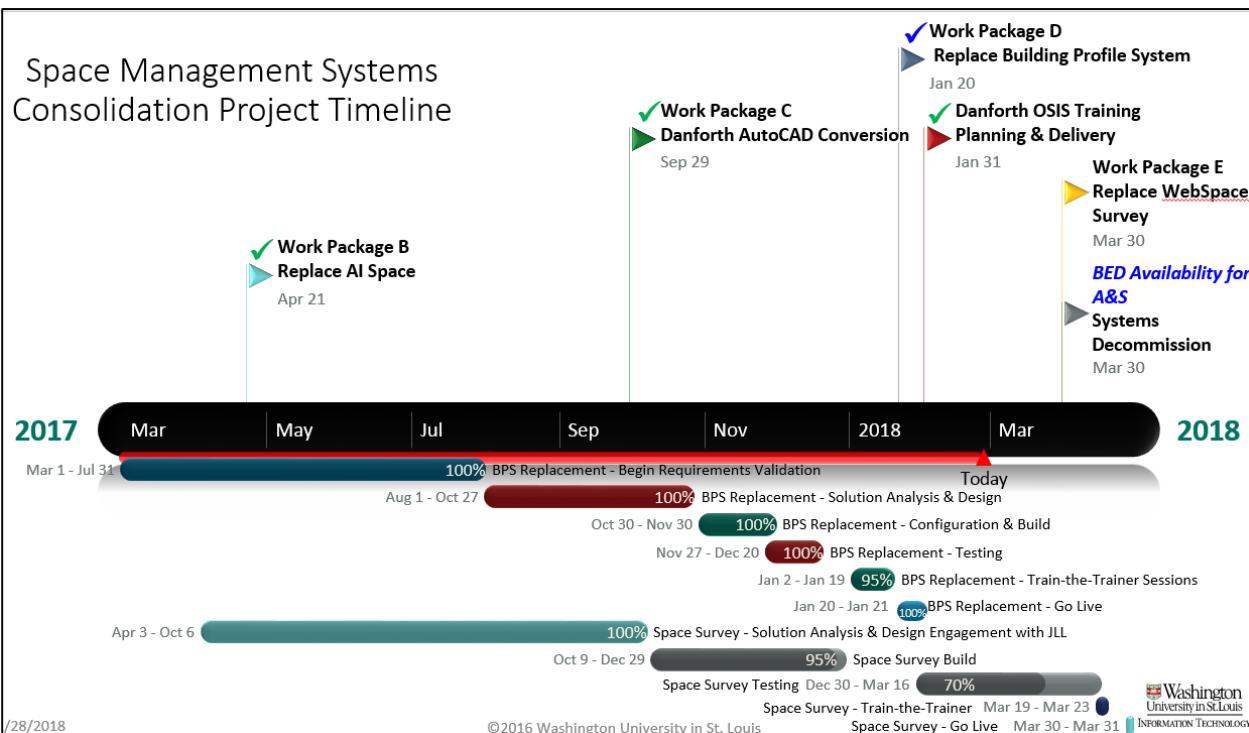 Space Management Systems
Consolidation Project Timeline
Work Package B
Replace AI Space
Apr 21
Work Package C
Danforth AutoCAD Conversion
Sep 29
Work Package D
Replace Building Profile System
Jan 20
Danforth OSIS Training
Planning & Delivery
Jan 31
Work Package E
Replace WebSpace
Survey
Mar 30
BED Availability for
A&S
Systems
Decommission
Mar 30
2017 Mar May Jul Sep Nov 2018 Mar 2018
Today
Mar 1 - Jul 31 100% BPS Replacement - Begin Requirements Validation
Aug 1 - Oct 27 100% BPS Replacement - Solution Analysis & Design
Oct 30 - Nov 30 100% BPS Replacement - Configuration & Build
Nov 27 - Dec 20 100% BPS Replacement - Testing
Jan 2 - Jan 19 95% BPS Replacement - Train-the-Trainer Sessions
Jan 20 - Jan 21 100% BPS Replacement - Go Live
Apr 3 - Oct 6 100% Space Survey - Solution Analysis & Design Engagement with JLL
Oct 9 - Dec 29 95% Space Survey Build
Space Survey Testing Dec 30 - Mar 16 70%
Space Survey - Train-the-Trainer Mar 19 - Mar 23
Space Survey - Go Live Mar 30 - Mar 31
/28/2018
©2016 Washington University in St. Louis
Washington
University in St.Louis
INFORMATION TECHNOLOGY